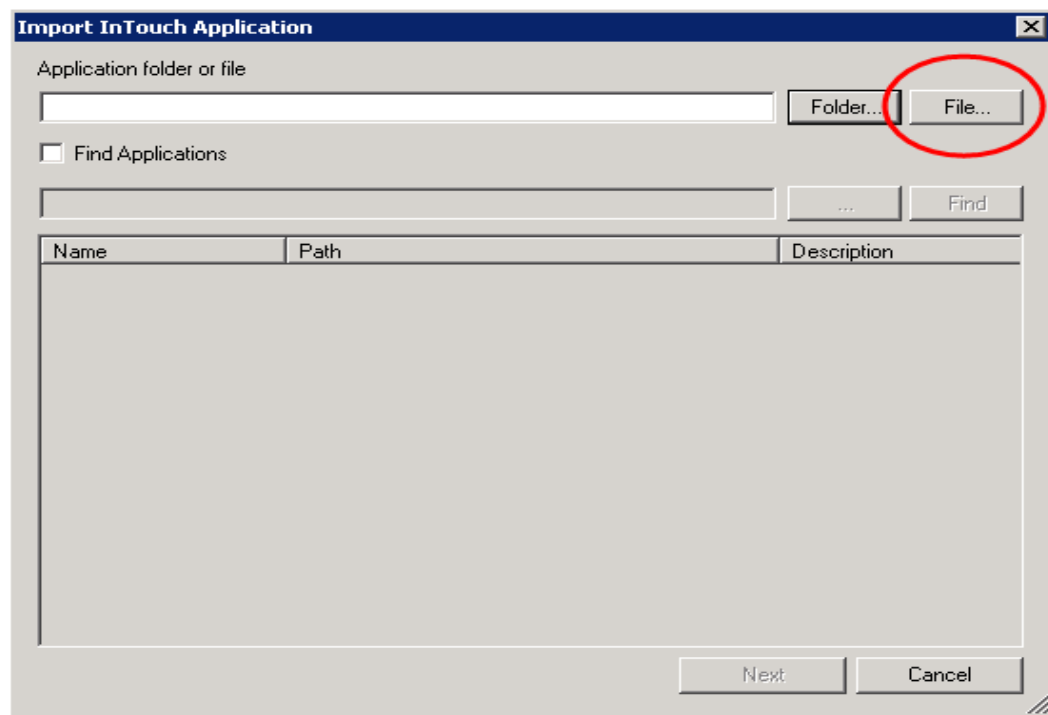 Import InTouch Application
Application folder or file
Folder... File...
Find Applications
... Find
Name Path Description
Next Cancel